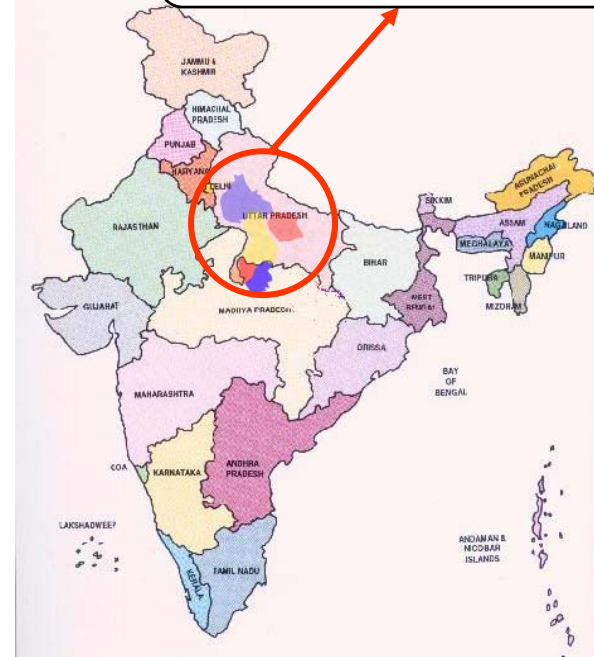 JAMMU &
KASHMIR
HIMACHAL
PRADESH
PUNJAB
HARYANA
DELHI
UTTAR PRADESH
RAJASTHAN
SIKKIM
ARUNACHAL
PRADESH
ASSAM
NAGALAND
MEGHALAYA
MANIPUR
BIHAR
TRIPURA
MIZORAM
WEST
BENGAL
GUJARAT
MADHYA PRADESH
ORISSA
BAY
OF
BENGAL
MAHARASHTRA
GOA
KARNATAKA
ANDHRA
PRADESH
LAKSHADWEEP
ANDAMAN &
NICOBAR
ISLANDS
KERALA
TAMIL NADU